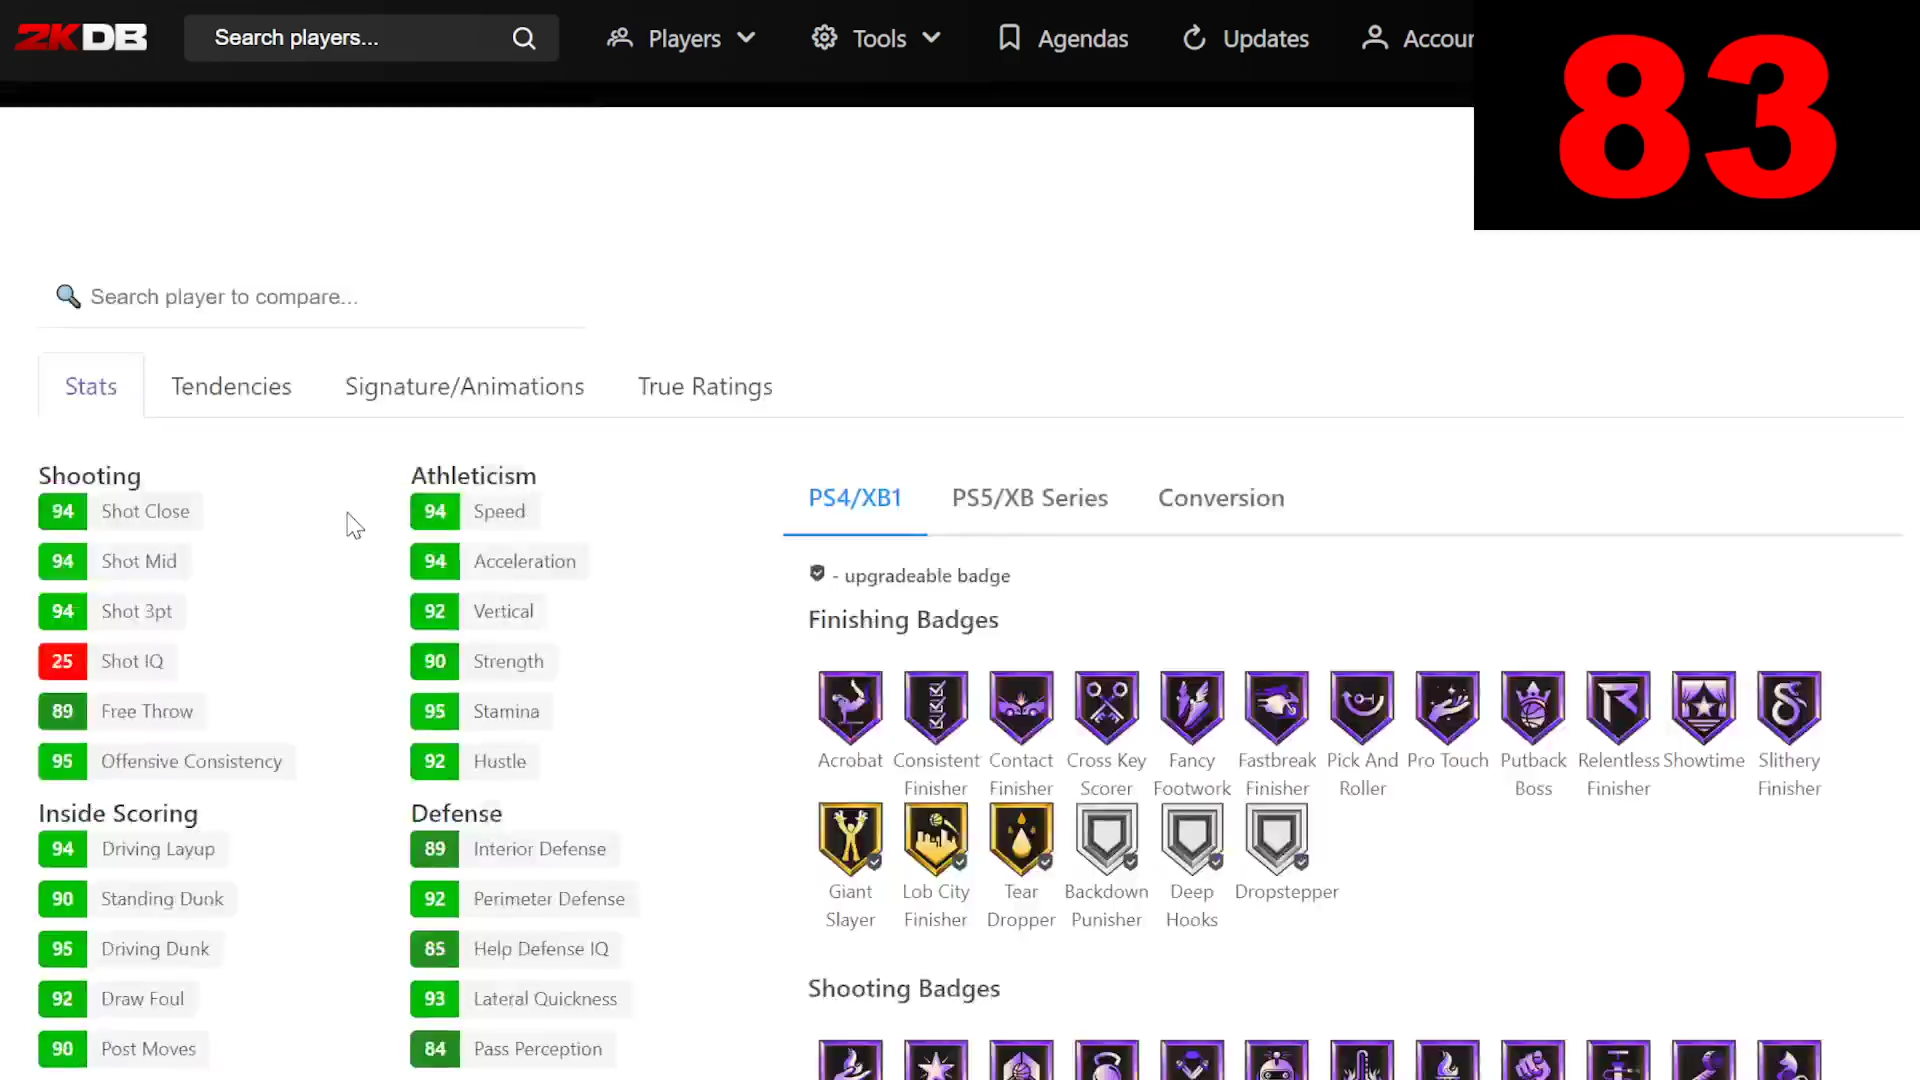 2KDB
Search players...
Players
Tools
Agendas
Updates
Accoun
83
Search player to compare...
Stats
Tendencies
Signature/Animations
True Ratings
Shooting
94 Shot Close
94 Shot Mid
94 Shot 3pt
25 Shot IQ
89 Free Throw
95 Offensive Consistency
Inside Scoring
94 Driving Layup
90 Standing Dunk
95 Driving Dunk
92 Draw Foul
90 Post Moves
Athleticism
94 Speed
94 Acceleration
92 Vertical
90 Strength
95 Stamina
92 Hustle
Defense
89 Interior Defense
92 Perimeter Defense
85 Help Defense IQ
93 Lateral Quickness
84 Pass Perception
PS4/XB1
PS5/XB Series
Conversion
- upgradeable badge
Finishing Badges
Acrobat
Consistent
Finisher
Contact
Finisher
Cross Key
Scorer
Fancy
Footwork
Fastbreak
Finisher
Pick And
Roller
Pro Touch
Putback
Boss
Relentless
Finisher
Showtime
Slithery
Finisher
Giant
Slayer
Lob City
Finisher
Tear
Dropper
Backdown
Punisher
Deep
Hooks
Dropstepper
Shooting Badges